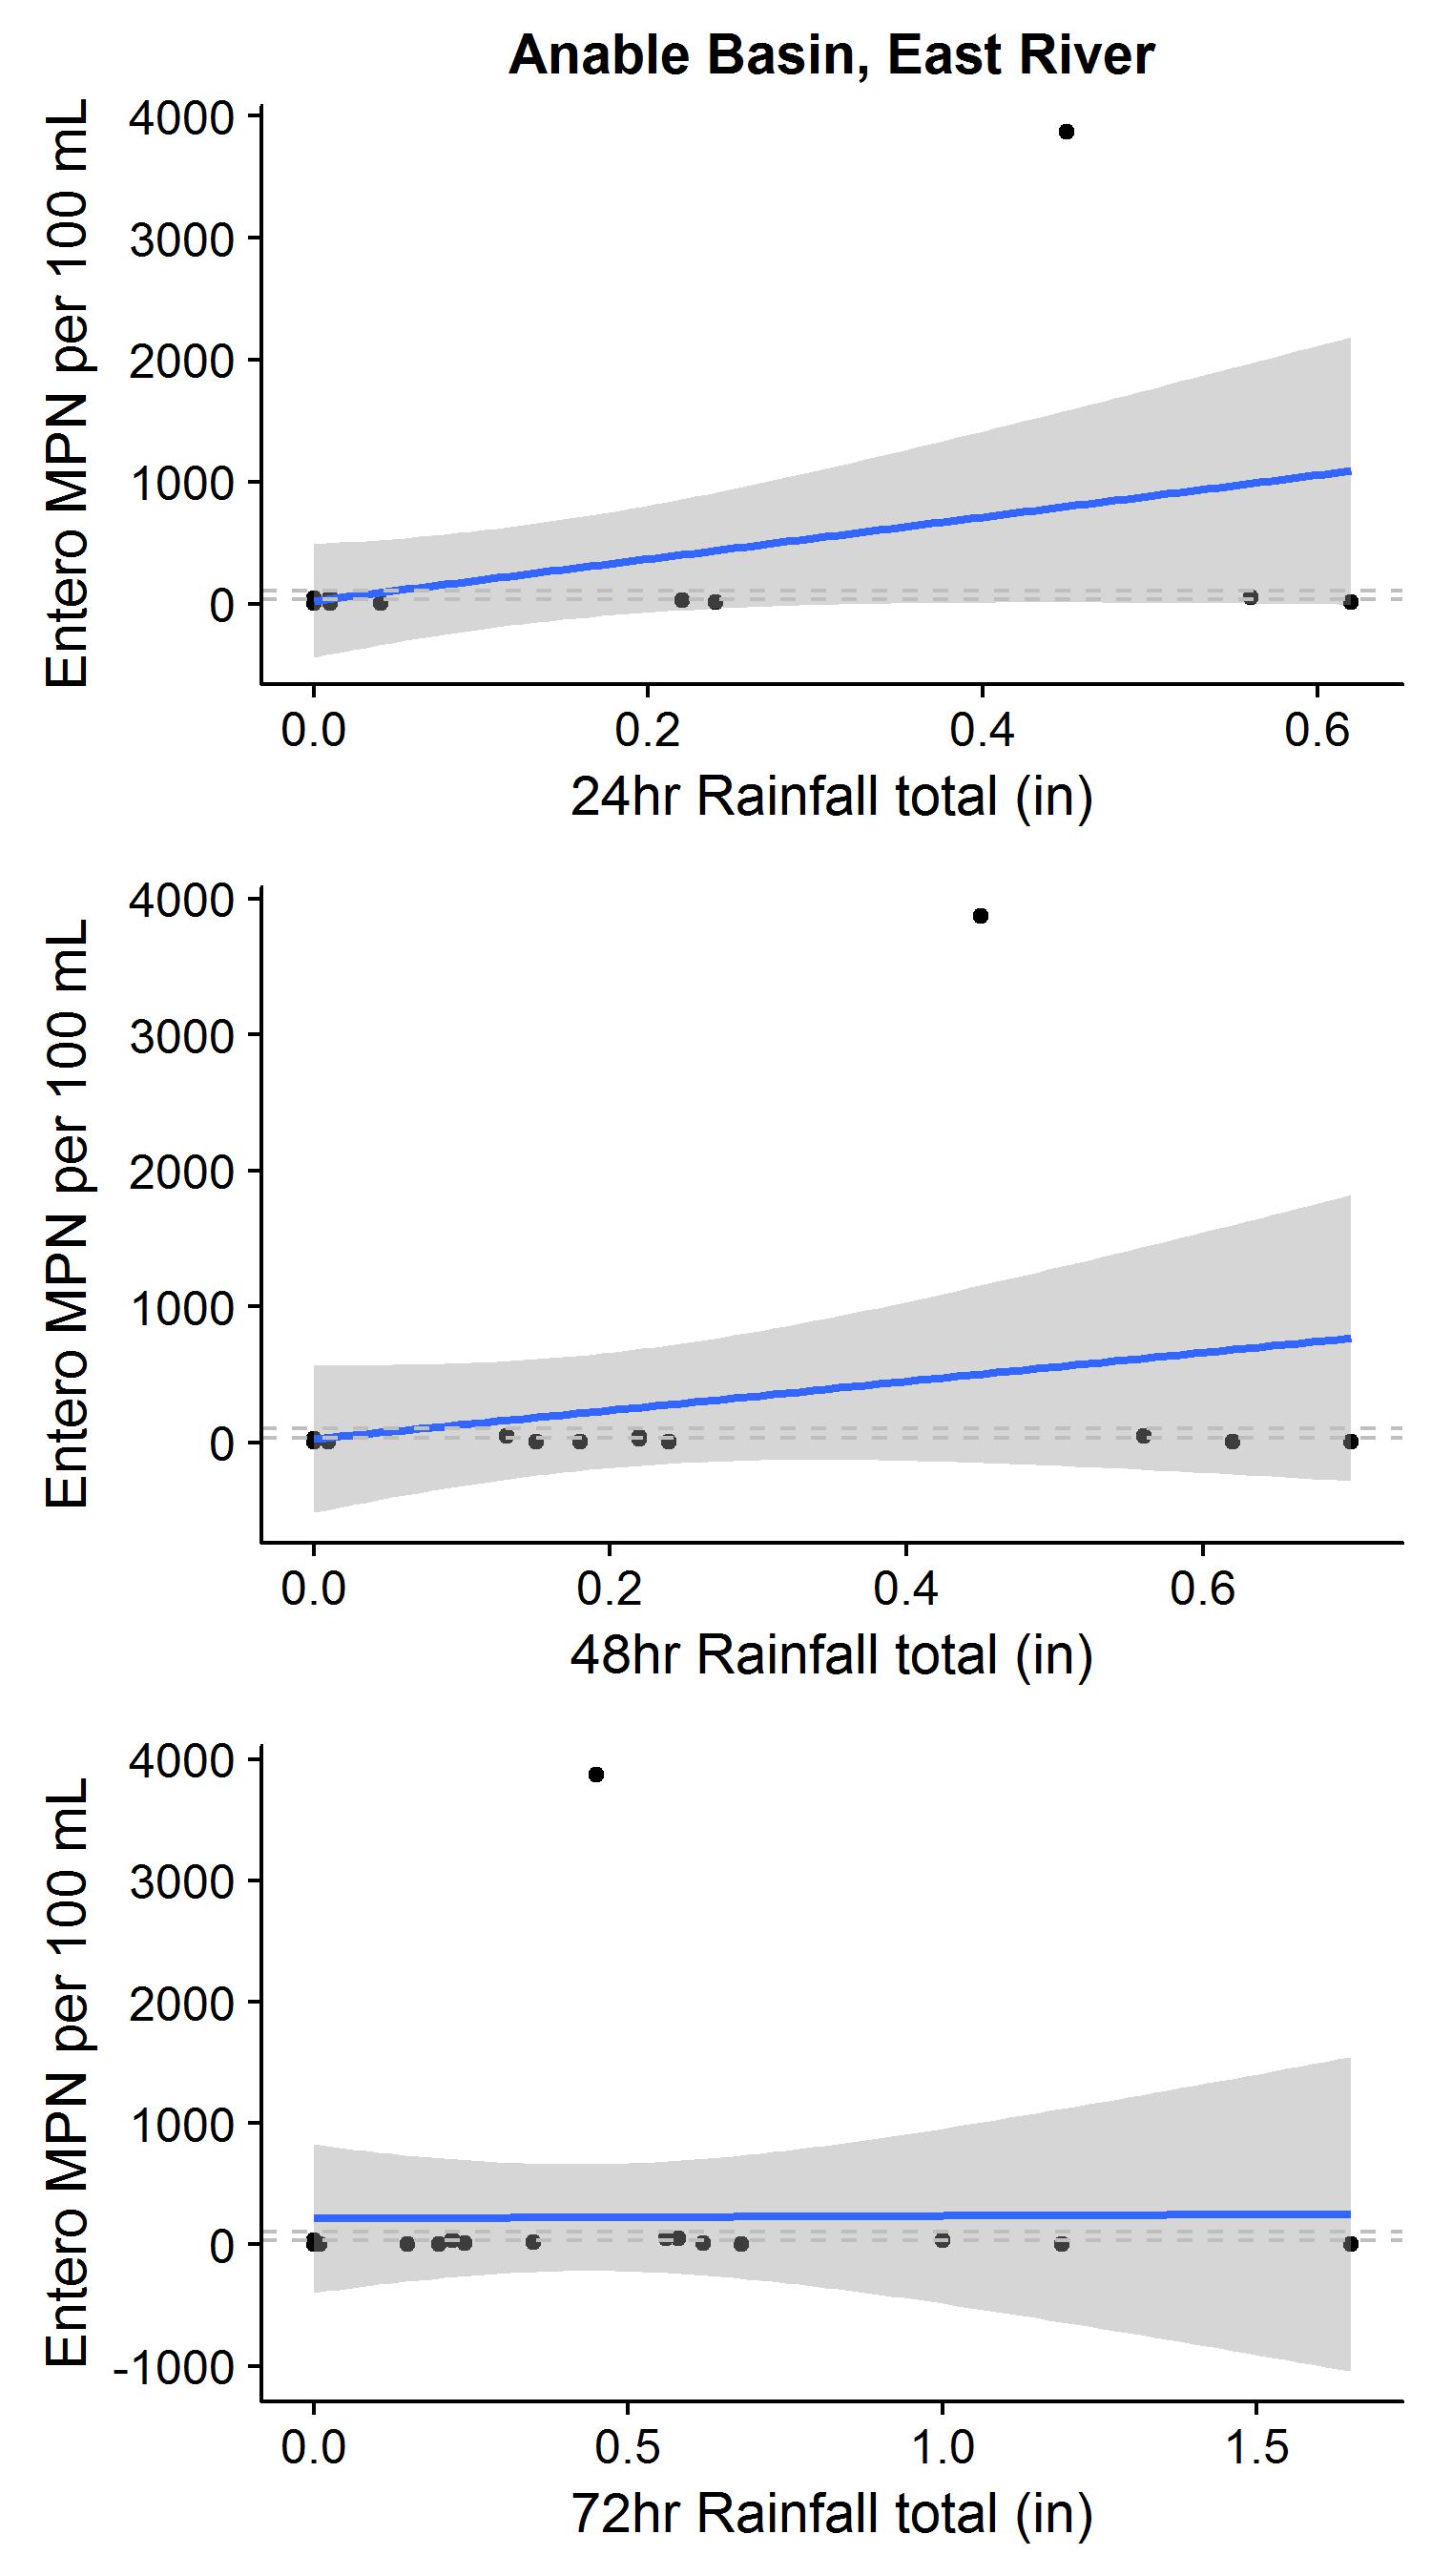 Anable Basin, East River
Entero MPN per 100 mL
4000
3000
2000
1000
0
0.0 0.2 0.4 0.6
24hr Rainfall total (in)
Entero MPN per 100 mL
4000
3000
2000
1000
0
0.0 0.2 0.4 0.6
48hr Rainfall total (in)
Entero MPN per 100 mL
4000
3000
2000
1000
0
-1000
0.0 0.5 1.0 1.5
72hr Rainfall total (in)